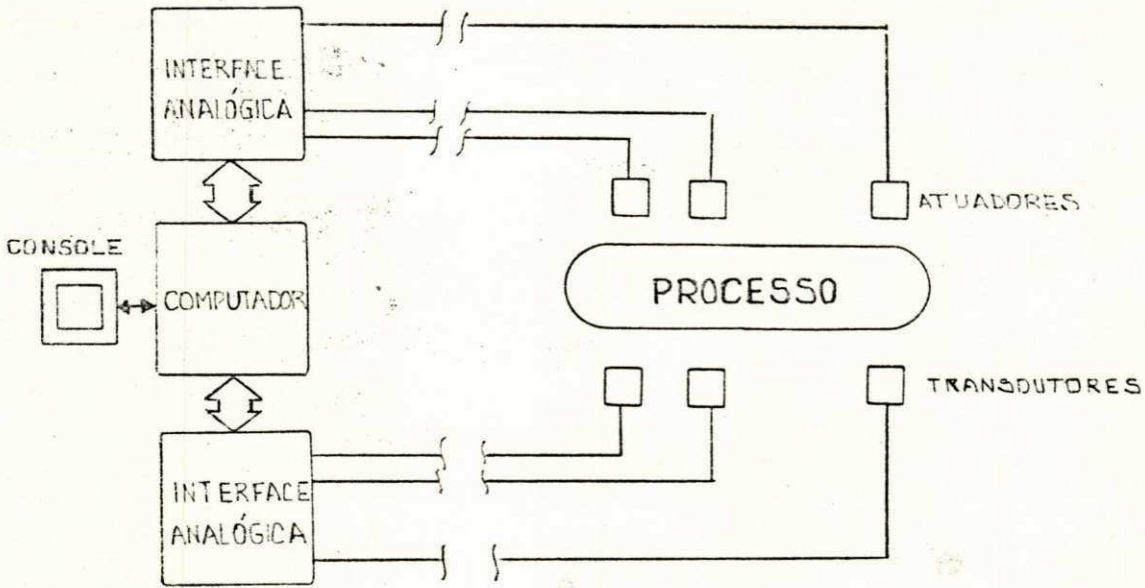 INTERFACE
ANALÓGICA
ATUADORES
CONSOLE
COMPUTADOR
PROCESSO
TRANSDUTORES
INTERFACE
ANALÓGICA